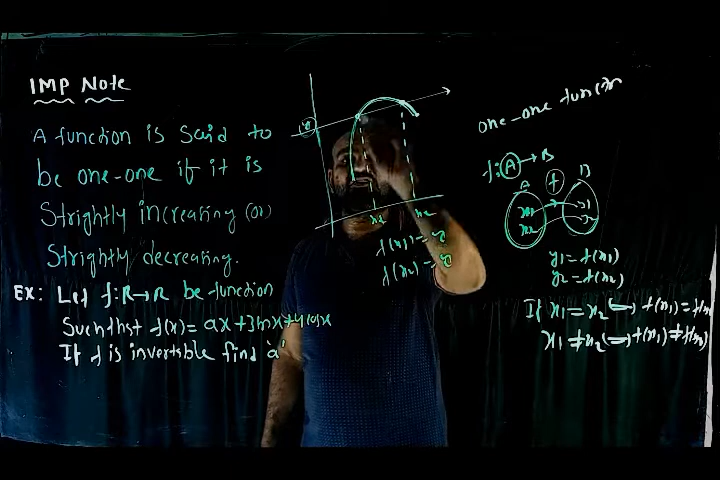 IMP Note
A function is said to
be one-one if it is
Strightly increasing (or)
Strightly decreasing.
EX: Let f:R→R be function
Such that f(x)= ax+3sinx+4cosx
If f is invertable find 'a'
y
x2
f(x1)=y
f(x2)=y
one-one function
f:A→B
A f B
y1=f(x1)
y2=f(x2)
If x1=x2
x1≠x2